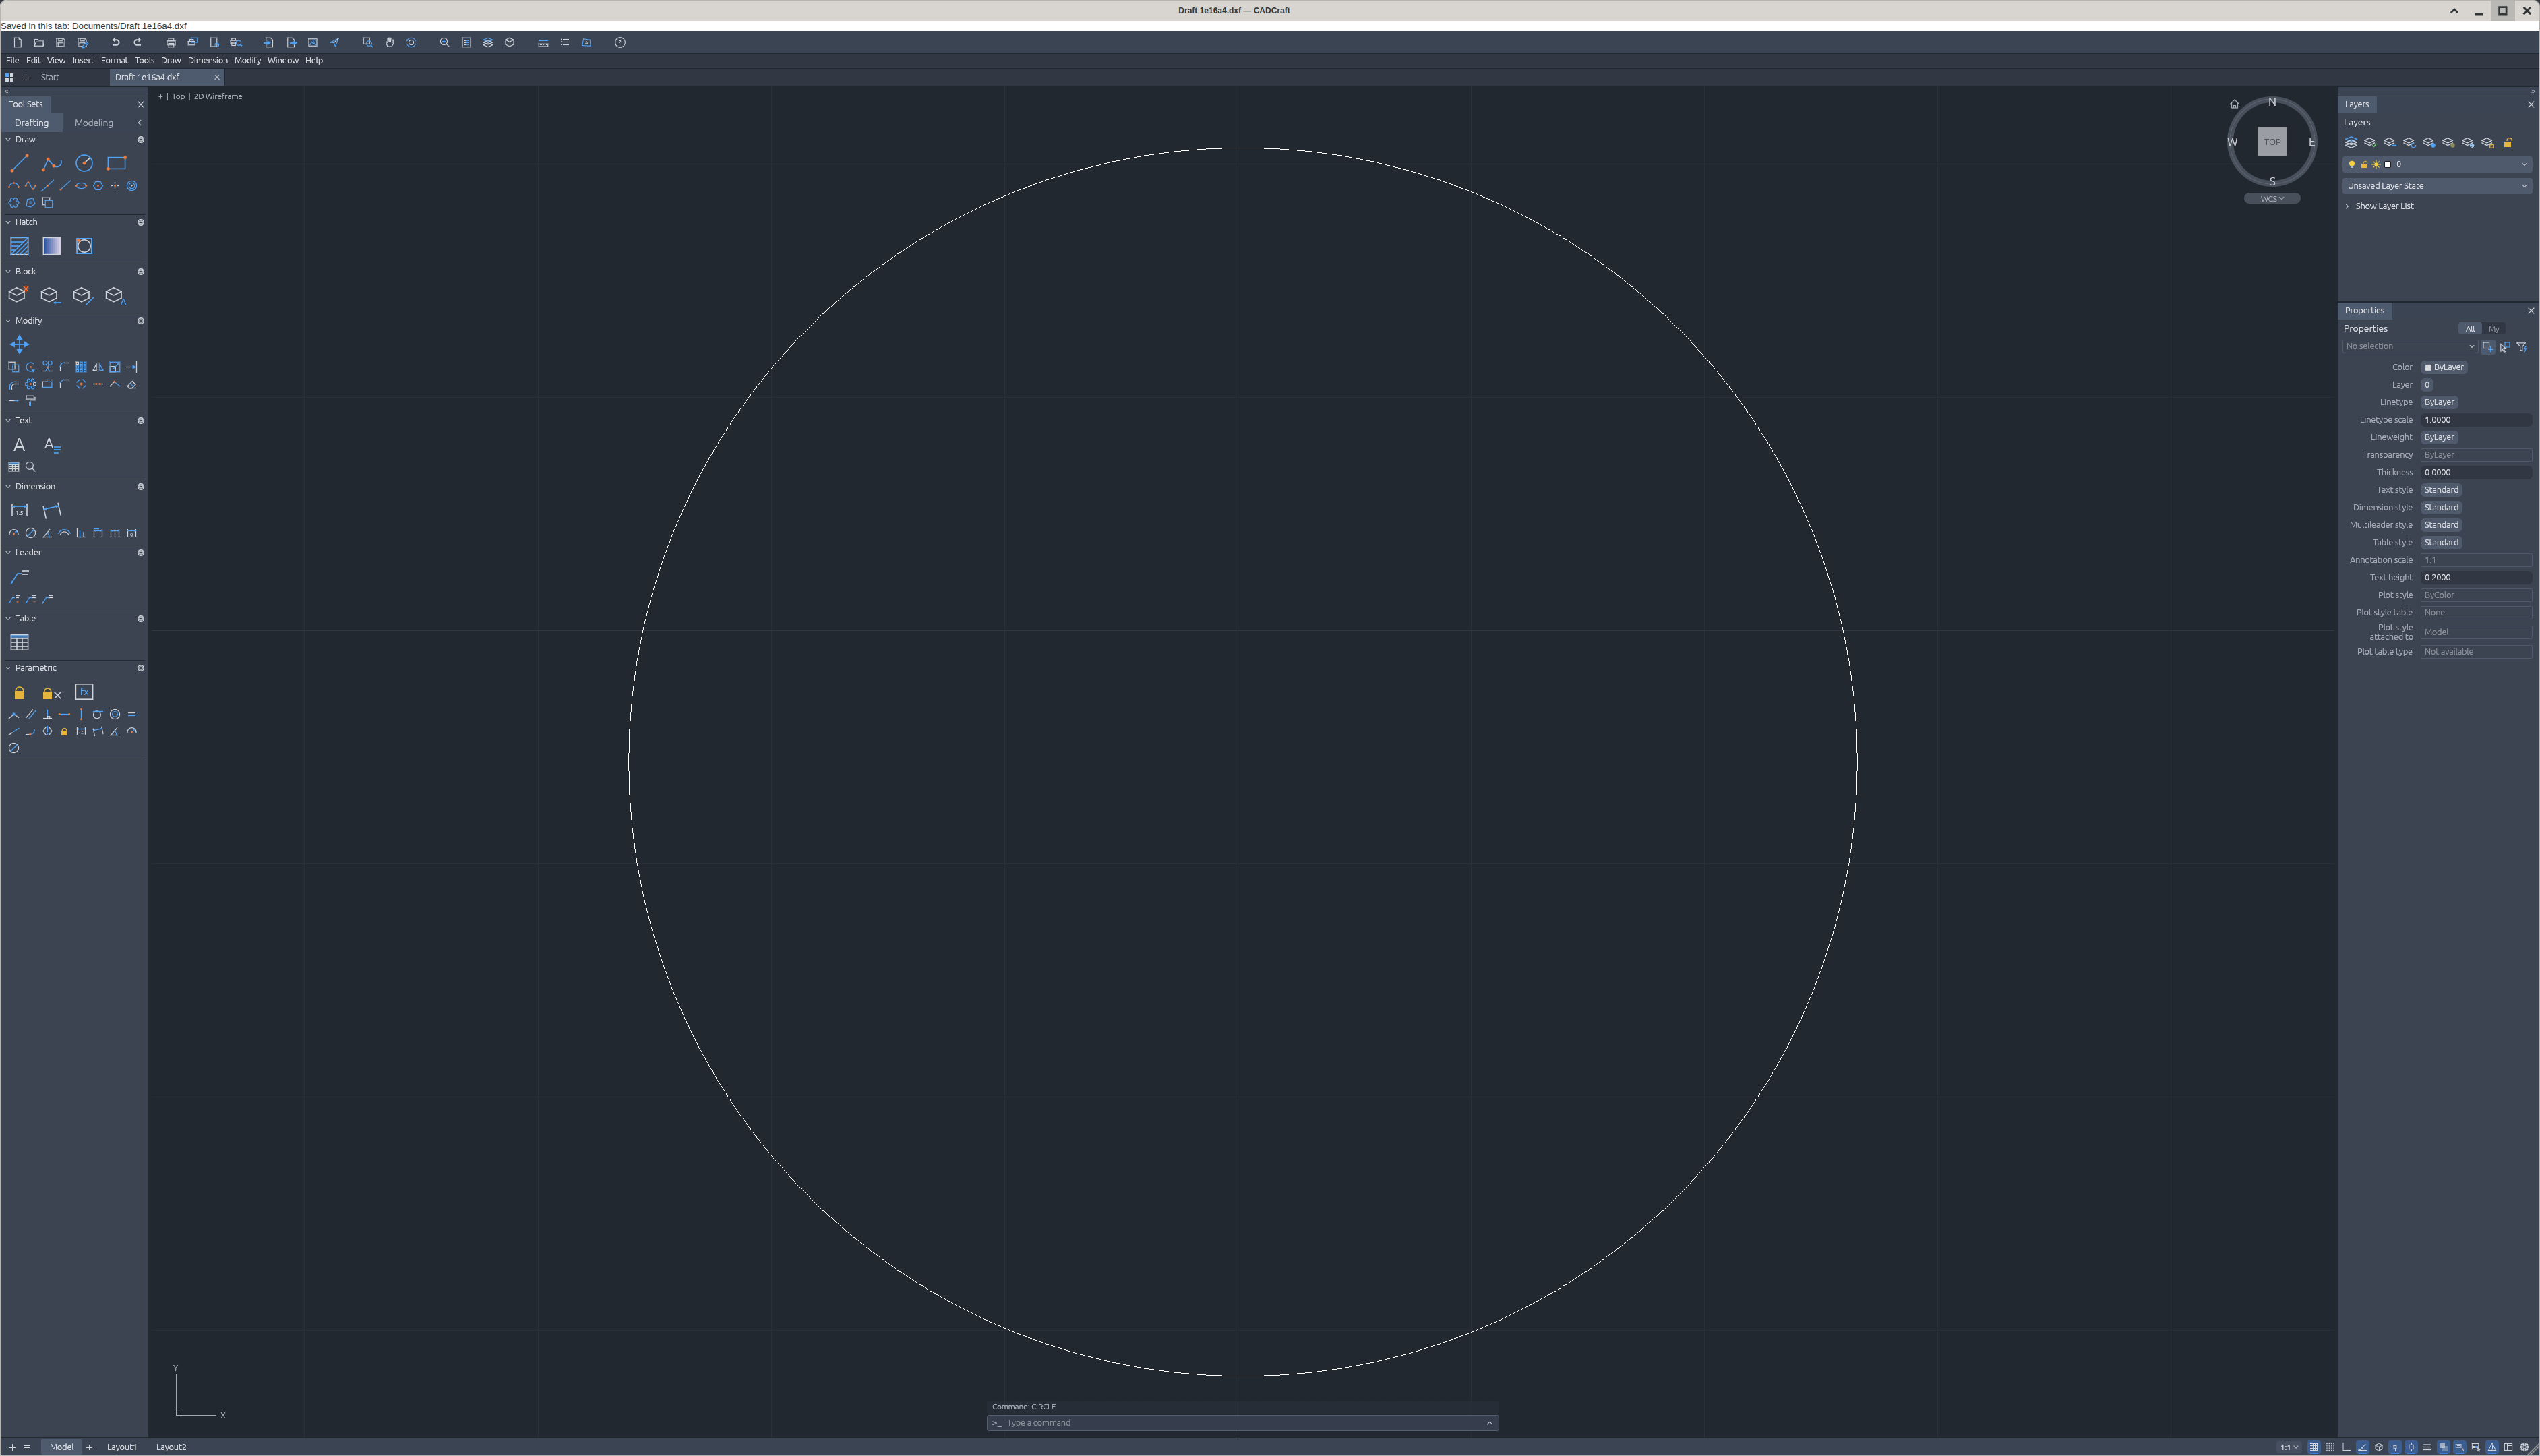 Draft 1e16a4.dxf — CADCraft
Saved in this tab: Documents/Draft 1e16a4.dxf
File Edit View Insert Format Tools Draw Dimension Modify Window Help
Start
Draft 1e16a4.dxf
Tool Sets
Drafting Modeling
Draw
Hatch
Block
Modify
Text
Dimension
Leader
Table
Parametric
fx
+ | Top | 2D Wireframe
N
W TOP E
S
WCS
Y
X
Command: CIRCLE
>_ Type a command
Layers
Layers
0
Unsaved Layer State
Show Layer List
Properties
Properties All My
No selection
Color ByLayer
Layer 0
Linetype ByLayer
Linetype scale 1.0000
Lineweight ByLayer
Transparency ByLayer
Thickness 0.0000
Text style Standard
Dimension style Standard
Multileader style Standard
Table style Standard
Annotation scale 1:1
Text height 0.2000
Plot style ByColor
Plot style table None
Plot style
attached to Model
Plot table type Not available
Model Layout1 Layout2
1:1